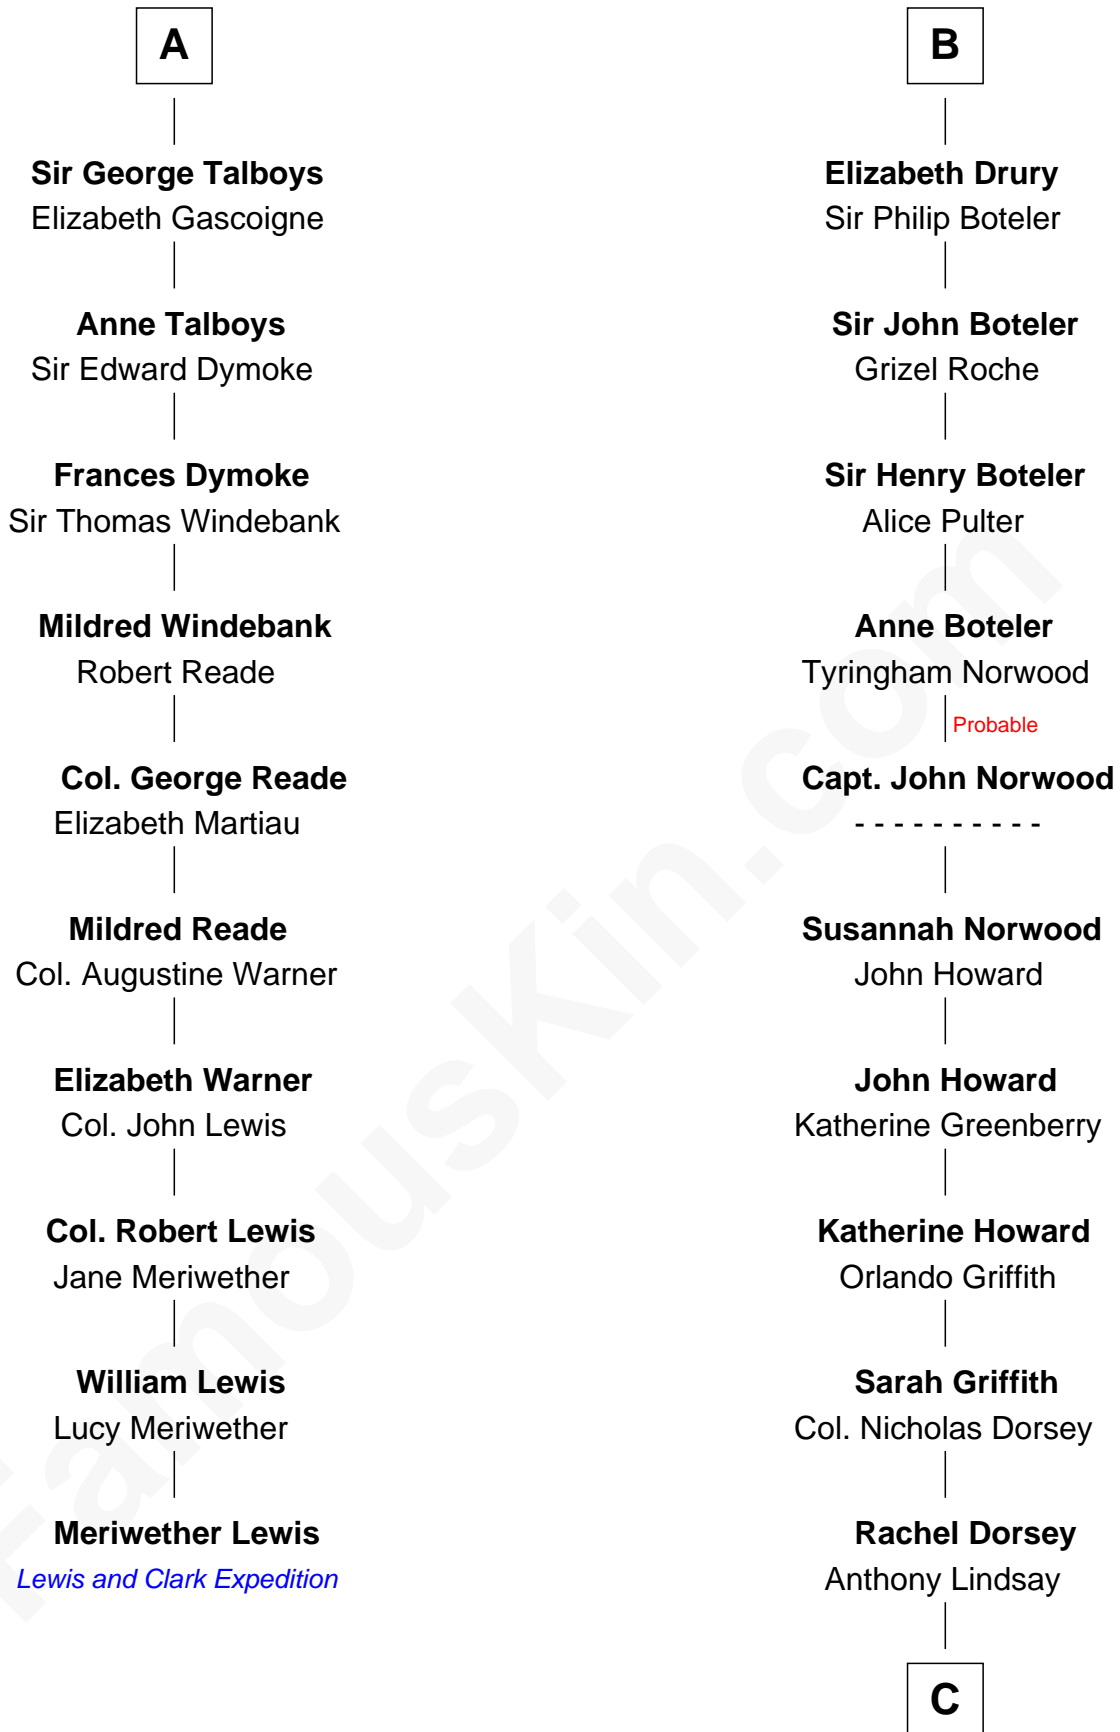 A
Sir George Talboys
Elizabeth Gascoigne
Anne Talboys
Sir Edward Dymoke
Frances Dymoke
Sir Thomas Windebank
Mildred Windebank
Robert Reade
Col. George Reade
Elizabeth Martiau
Mildred Reade
Col. Augustine Warner
Elizabeth Warner
Col. John Lewis
Col. Robert Lewis
Jane Meriwether
William Lewis
Lucy Meriwether
Meriwether Lewis
Lewis and Clark Expedition
B
Elizabeth Drury
Sir Philip Boteler
Sir John Boteler
Grizel Roche
Sir Henry Boteler
Alice Pulter
Anne Boteler
Tyringham Norwood
Probable
Capt. John Norwood
- - - - - - - - - -
Susannah Norwood
John Howard
John Howard
Katherine Greenberry
Katherine Howard
Orlando Griffith
Sarah Griffith
Col. Nicholas Dorsey
Rachel Dorsey
Anthony Lindsay
C
FamousKin.com